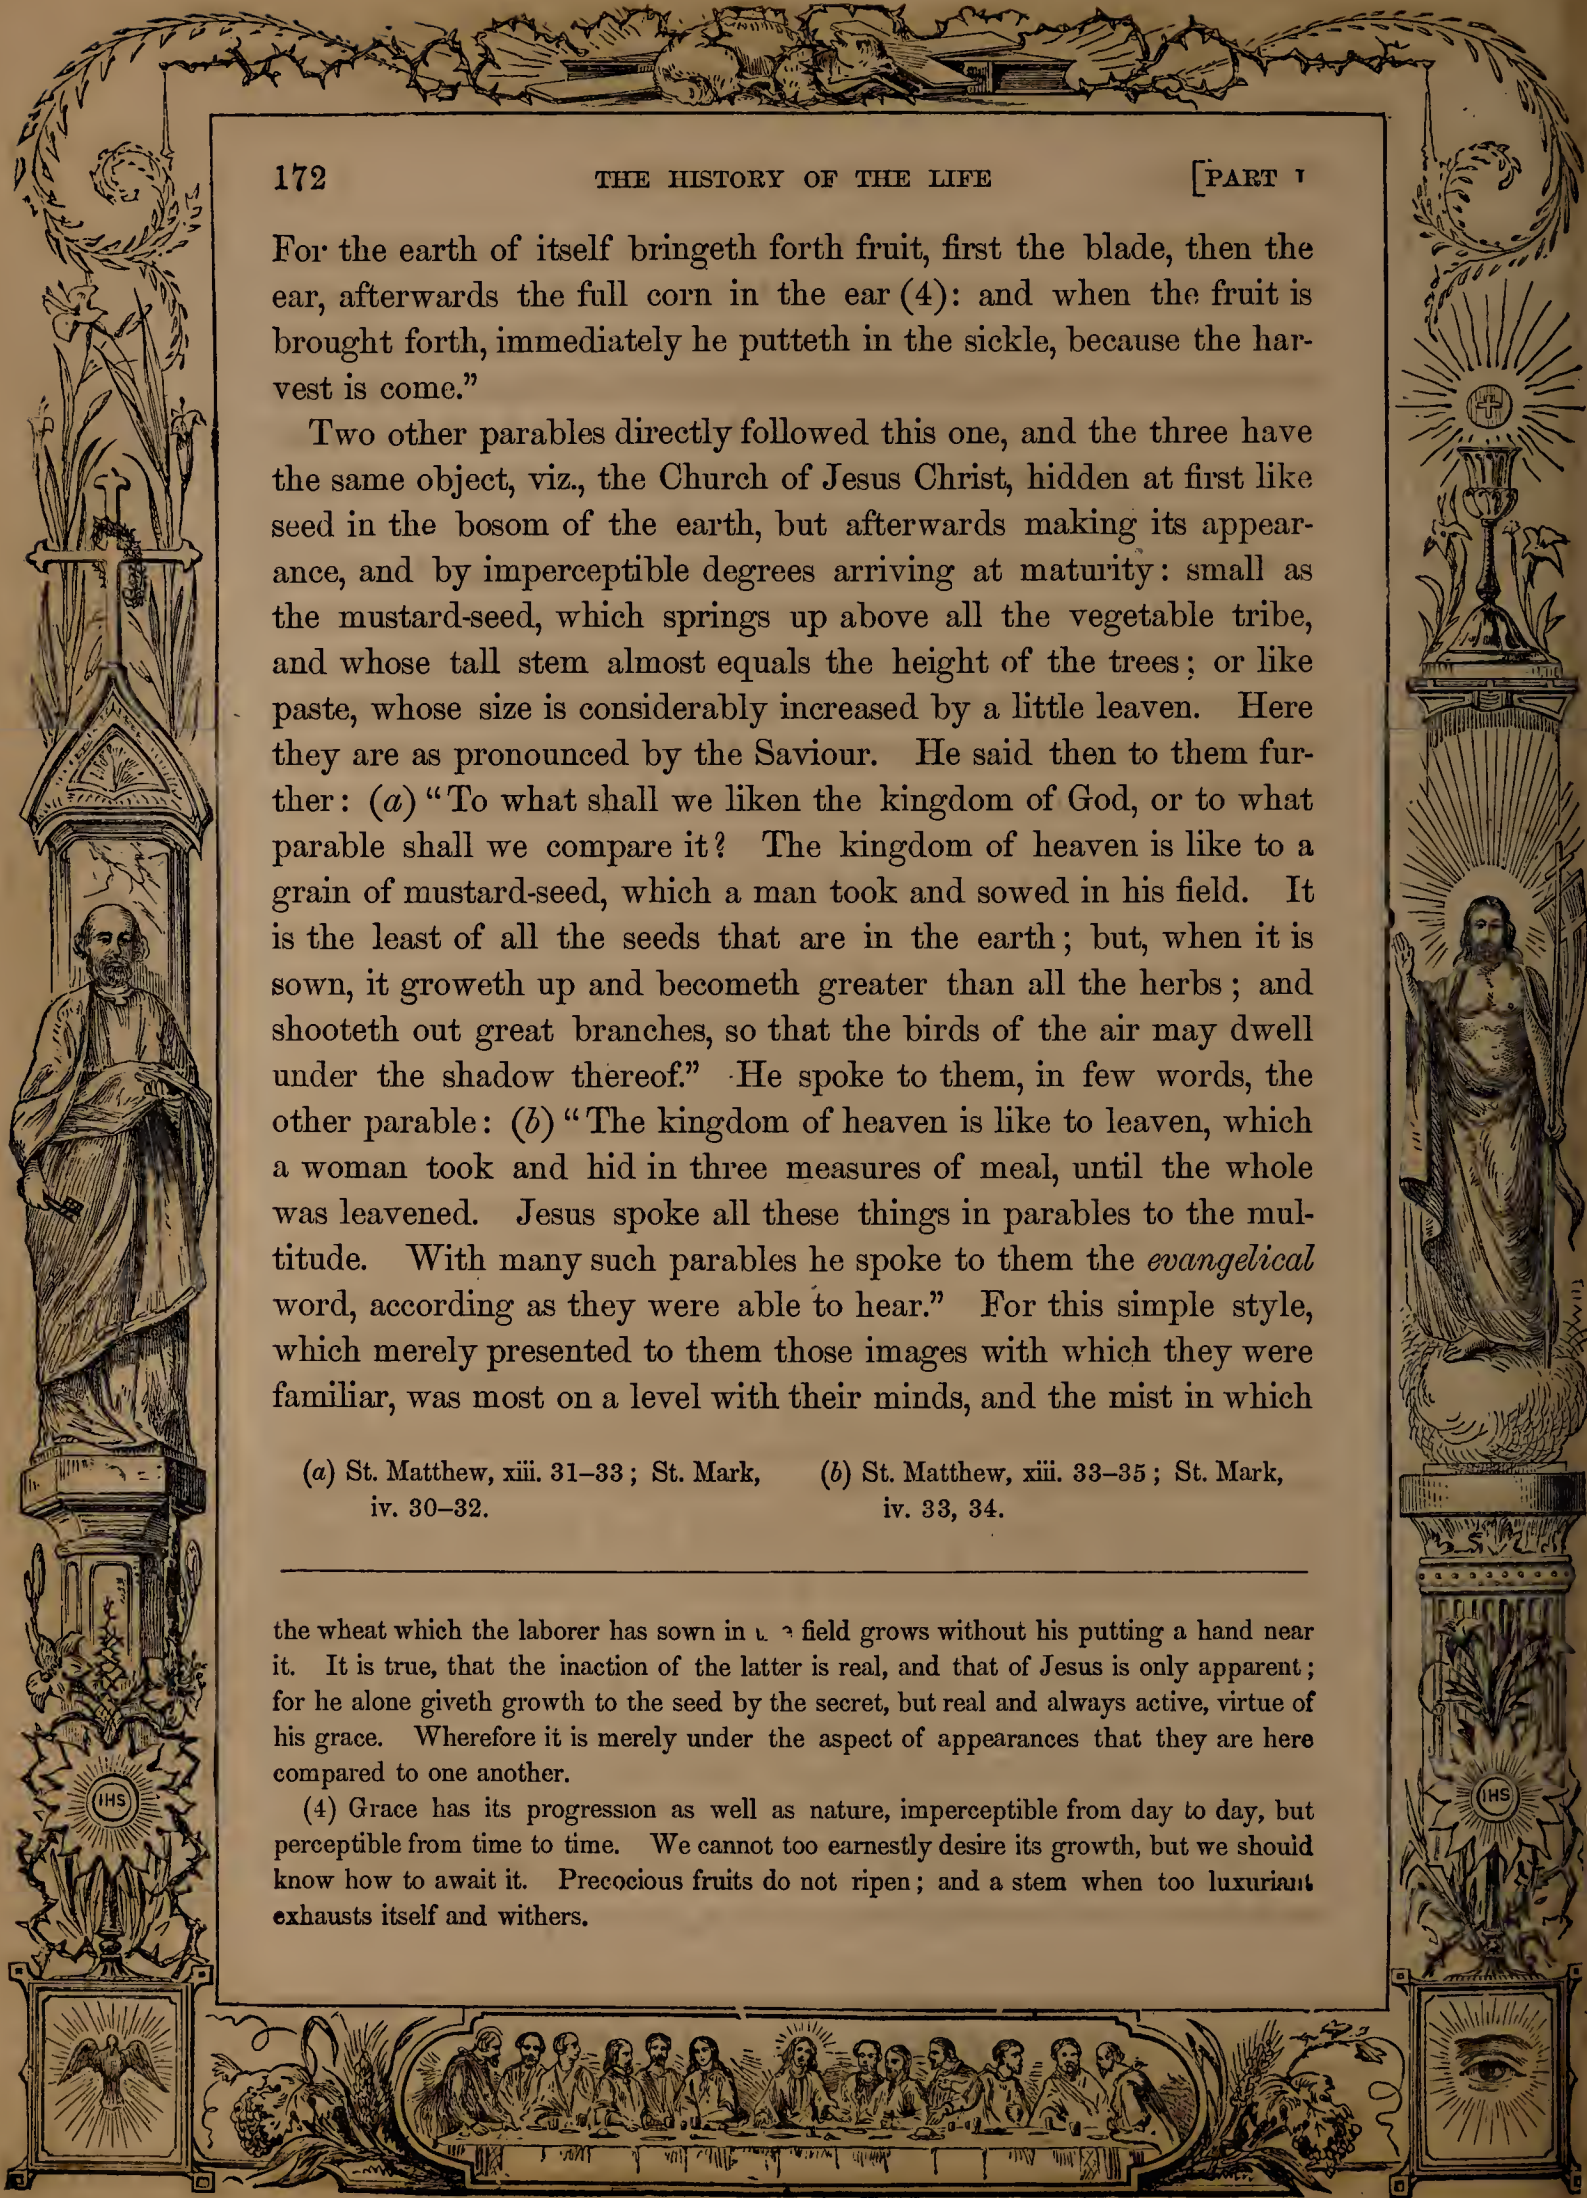 172 THE HISTORY OF THE LIFE [PART I
For the earth of itself bringeth forth fruit, first the blade, then the
ear, afterwards the full corn in the ear (4): and when the fruit is
brought forth, immediately he putteth in the sickle, because the har-
vest is come.”
Two other parables directly followed this one, and the three have
the same object, viz., the Church of Jesus Christ, hidden at first like
seed in the bosom of the earth, but afterwards making its appear-
ance, and by imperceptible degrees arriving at maturity: small as
the mustard-seed, which springs up above all the vegetable tribe,
and whose tall stem almost equals the height of the trees; or like
paste, whose size is considerably increased by a little leaven. Here
they are as pronounced by the Saviour. He said then to them fur-
ther: (a) “To what shall we liken the kingdom of God, or to what
parable shall we compare it? The kingdom of heaven is like to a
grain of mustard-seed, which a man took and sowed in his field. It
is the least of all the seeds that are in the earth; but, when it is
sown, it groweth up and becometh greater than all the herbs; and
shooteth out great branches, so that the birds of the air may dwell
under the shadow thereof.” He spoke to them, in few words, the
other parable: (b) “The kingdom of heaven is like to leaven, which
a woman took and hid in three measures of meal, until the whole
was leavened. Jesus spoke all these things in parables to the mul-
titude. With many such parables he spoke to them the evangelical
word, according as they were able to hear.” For this simple style,
which merely presented to them those images with which they were
familiar, was most on a level with their minds, and the mist in which
(a) St. Matthew, xiii. 31–33; St. Mark,
iv. 30–32.
(b) St. Matthew, xiii. 33–35; St. Mark,
iv. 33, 34.
the wheat which the laborer has sown in field grows without his putting a hand near
it. It is true, that the inaction of the latter is real, and that of Jesus is only apparent;
for he alone giveth growth to the seed by the secret, but real and always active, virtue of
his grace. Wherefore it is merely under the aspect of appearances that they are here
compared to one another.
(4) Grace has its progression as well as nature, imperceptible from day to day, but
perceptible from time to time. We cannot too earnestly desire its growth, but we should
know how to await it. Precocious fruits do not ripen; and a stem when too luxuriant
exhausts itself and withers.
IHS
IHS